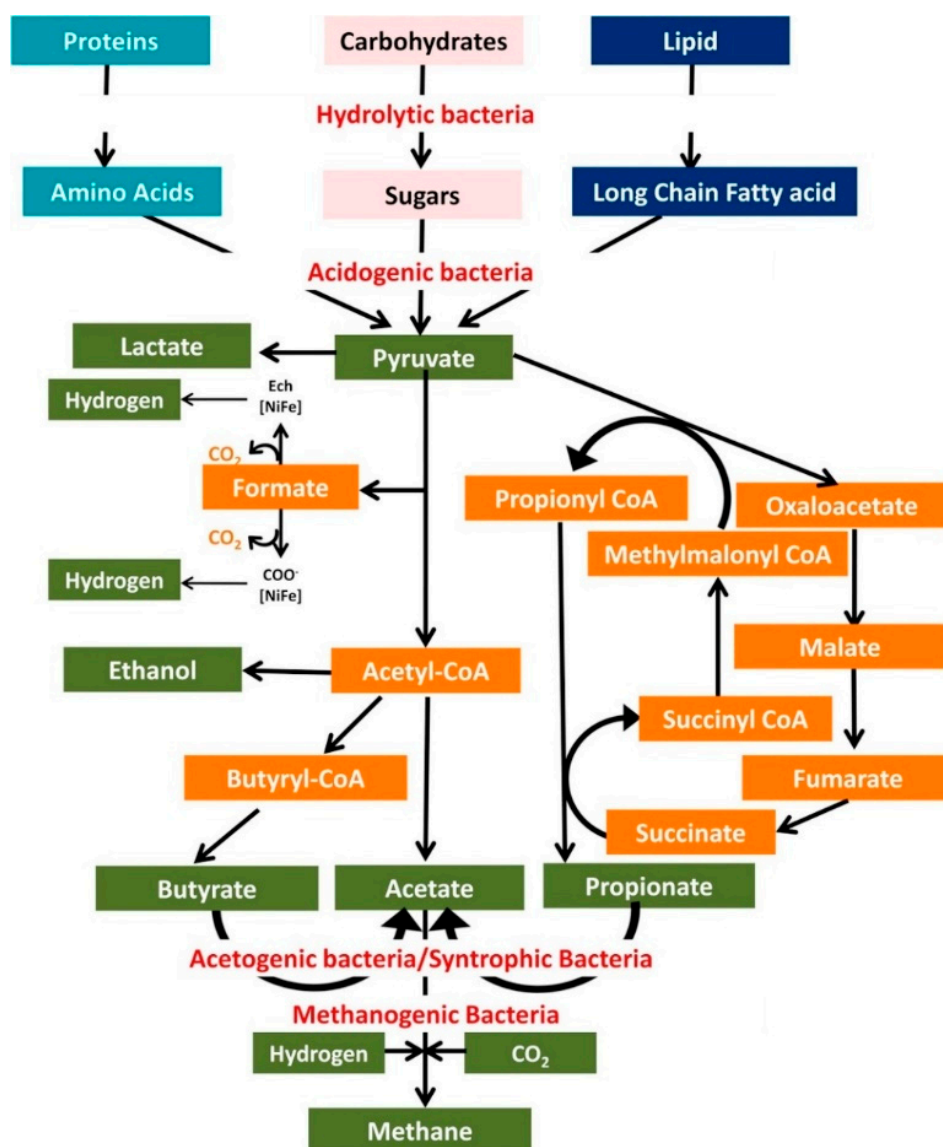 Proteins
Carbohydrates
Lipid
Hydrolytic bacteria
Amino Acids
Sugars
Long Chain Fatty acid
Acidogenic bacteria
Lactate
Pyruvate
Hydrogen
Ech
[NiFe]
CO2
Formate
Propionyl CoA
Oxaloacetate
CO2
Methylmalonyl CoA
Hydrogen
COO-
[NiFe]
Malate
Ethanol
Acetyl-CoA
Succinyl CoA
Butyryl-CoA
Fumarate
Succinate
Butyrate
Acetate
Propionate
Acetogenic bacteria/Syntrophic Bacteria
Methanogenic Bacteria
Hydrogen
CO2
Methane